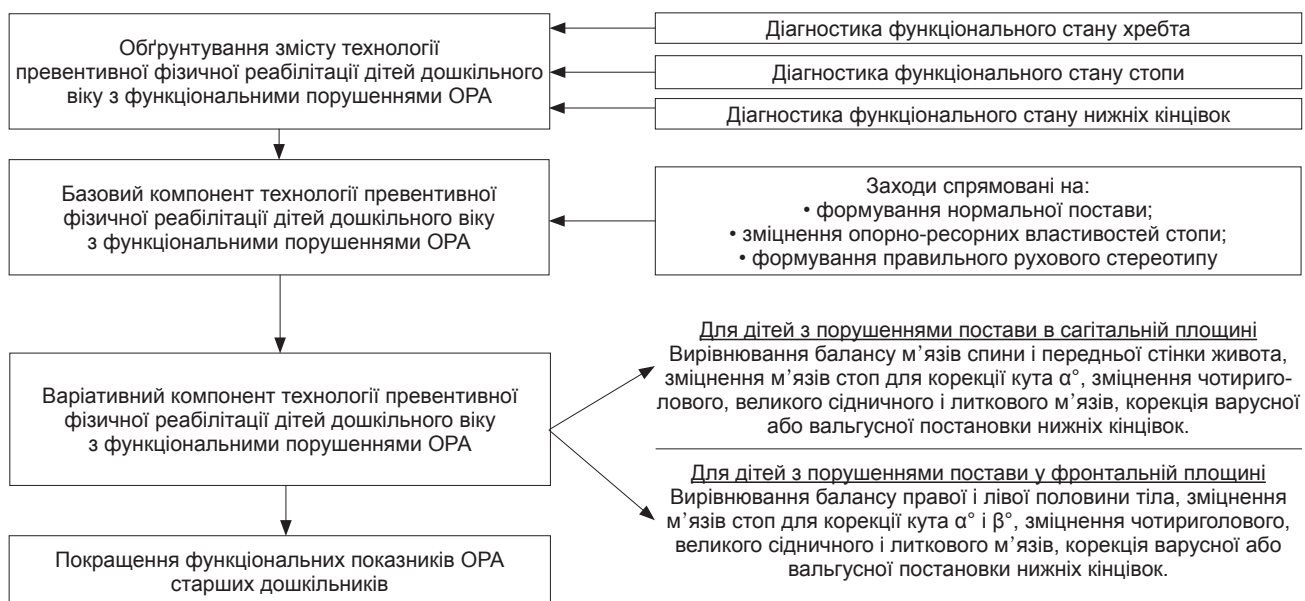 Обґрунтування змісту технології
превентивної фізичної реабілітації дітей дошкільного
віку з функціональними порушеннями ОРА
Діагностика функціонального стану хребта
Діагностика функціонального стану стопи
Діагностика функціонального стану нижніх кінцівок
Базовий компонент технології превентивної
фізичної реабілітації дітей дошкільного віку
з функціональними порушеннями ОРА
Заходи спрямовані на:
• формування нормальної постави;
• зміцнення опорно-ресорних властивостей стопи;
• формування правильного рухового стереотипу
Варіативний компонент технології превентивної
фізичної реабілітації дітей дошкільного віку
з функціональними порушеннями ОРА
Для дітей з порушеннями постави в сагітальній площині
Вирівнювання балансу м’язів спини і передньої стінки живота,
зміцнення м’язів стоп для корекції кута α°, зміцнення чотириго-
лового, великого сідничного і литкового м’язів, корекція варусної
або вальгусної постановки нижніх кінцівок.
Для дітей з порушеннями постави у фронтальній площині
Вирівнювання балансу правої і лівої половини тіла, зміцнення
м’язів стоп для корекції кута α° і β°, зміцнення чотириголового,
великого сідничного і литкового м’язів, корекція варусної або
вальгусної постановки нижніх кінцівок.
Покращення функціональних показників ОРА
старших дошкільників